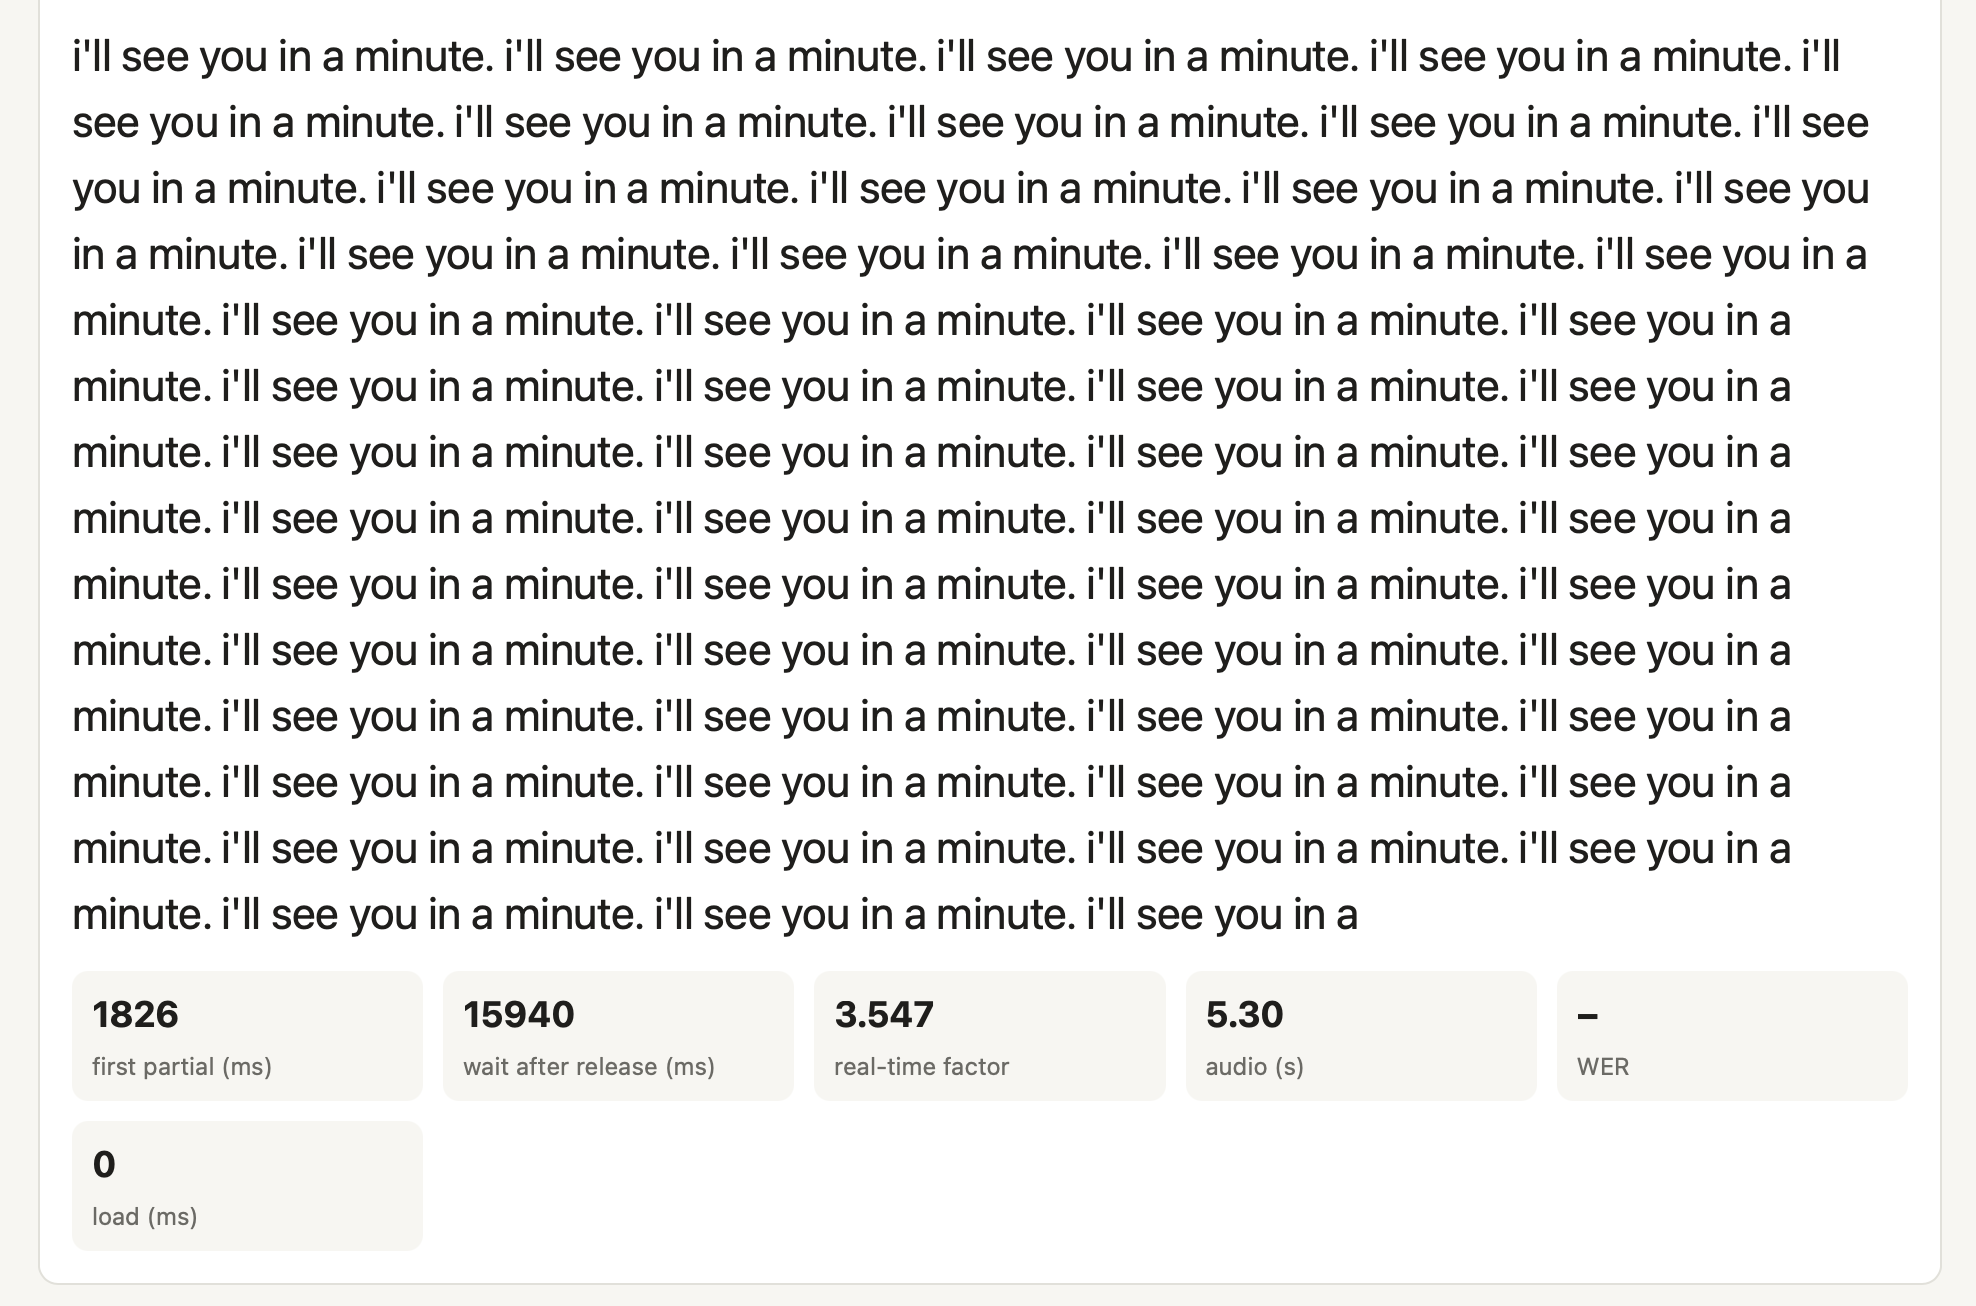 i'll see you in a minute. i'll see you in a minute. i'll see you in a minute. i'll see you in a minute. i'll
see you in a minute. i'll see you in a minute. i'll see you in a minute. i'll see you in a minute. i'll see
you in a minute. i'll see you in a minute. i'll see you in a minute. i'll see you in a minute. i'll see you
in a minute. i'll see you in a minute. i'll see you in a minute. i'll see you in a minute. i'll see you in a
minute. i'll see you in a minute. i'll see you in a minute. i'll see you in a minute. i'll see you in a
minute. i'll see you in a minute. i'll see you in a minute. i'll see you in a minute. i'll see you in a
minute. i'll see you in a minute. i'll see you in a minute. i'll see you in a minute. i'll see you in a
minute. i'll see you in a minute. i'll see you in a minute. i'll see you in a minute. i'll see you in a
minute. i'll see you in a minute. i'll see you in a minute. i'll see you in a minute. i'll see you in a
minute. i'll see you in a minute. i'll see you in a minute. i'll see you in a minute. i'll see you in a
minute. i'll see you in a minute. i'll see you in a minute. i'll see you in a minute. i'll see you in a
minute. i'll see you in a minute. i'll see you in a minute. i'll see you in a minute. i'll see you in a
minute. i'll see you in a minute. i'll see you in a minute. i'll see you in a minute. i'll see you in a
minute. i'll see you in a minute. i'll see you in a minute. i'll see you in a
1826
first partial (ms)
15940
wait after release (ms)
3.547
real-time factor
5.30
audio (s)
–
WER
0
load (ms)